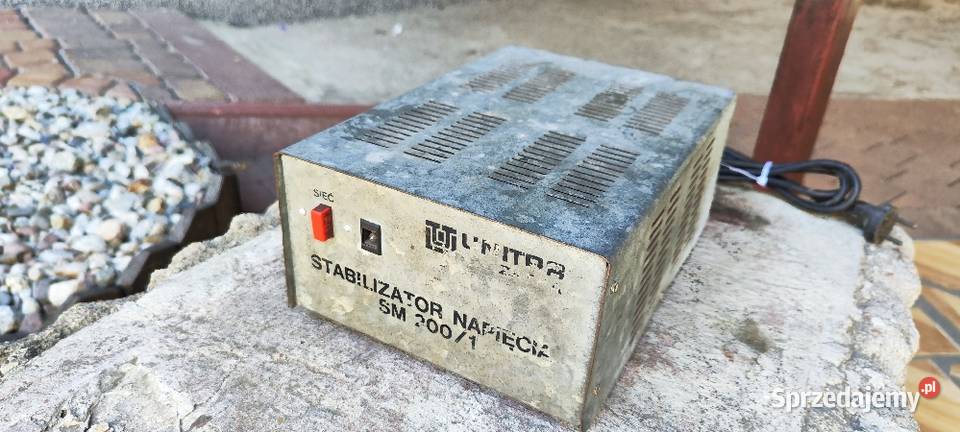 SIEĆ
UNITRA
STABILIZATOR NAPIĘCIA
SM 200/1
Sprzedajemy.pl